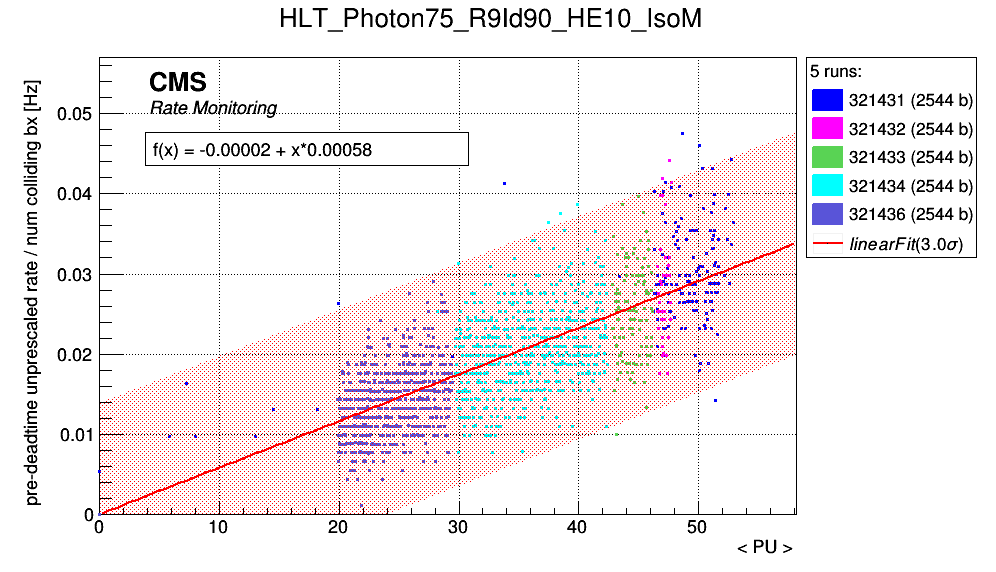 HLT_Photon75_R9Id90_HE10_IsoM
pre-deadtime unprescaled rate / num colliding bx [Hz]
CMS
Rate Monitoring
f(x) = -0.00002 + x*0.00058
0.05
0.04
0.03
0.02
0.01
0
0 10 20 30 40 50
< PU >
5 runs:
321431 (2544 b)
321432 (2544 b)
321433 (2544 b)
321434 (2544 b)
321436 (2544 b)
linearFit(3.0σ)